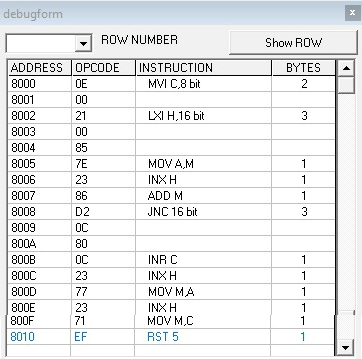 debugform
ROW NUMBER Show ROW
ADDRESS OPCODE INSTRUCTION BYTES
8000 0E MVI C,8 bit 2
8001 00
8002 21 LXI H,16 bit 3
8003 00
8004 85
8005 7E MOV A,M 1
8006 23 INX H 1
8007 86 ADD M 1
8008 D2 JNC 16 bit 3
8009 0C
800A 80
800B 0C INR C 1
800C 23 INX H 1
800D 77 MOV M,A 1
800E 23 INX H 1
800F 71 MOV M,C 1
8010 EF RST 5 1